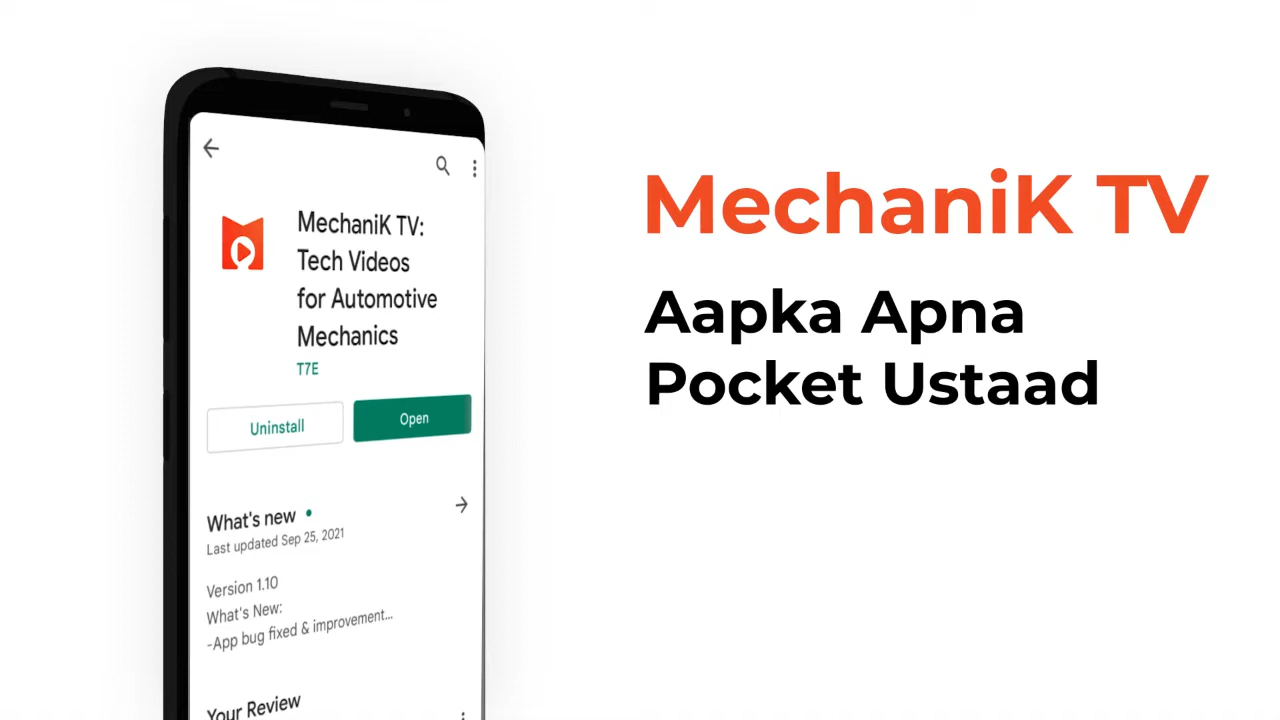 MechaniK TV:
Tech Videos
for Automotive
Mechanics
T7E
Uninstall
Open
What's new
Last updated Sep 25, 2021
Version 1.10
What's New:
-App bug fixed & improvement...
Your Review
MechaniK TV
Aapka Apna
Pocket Ustaad